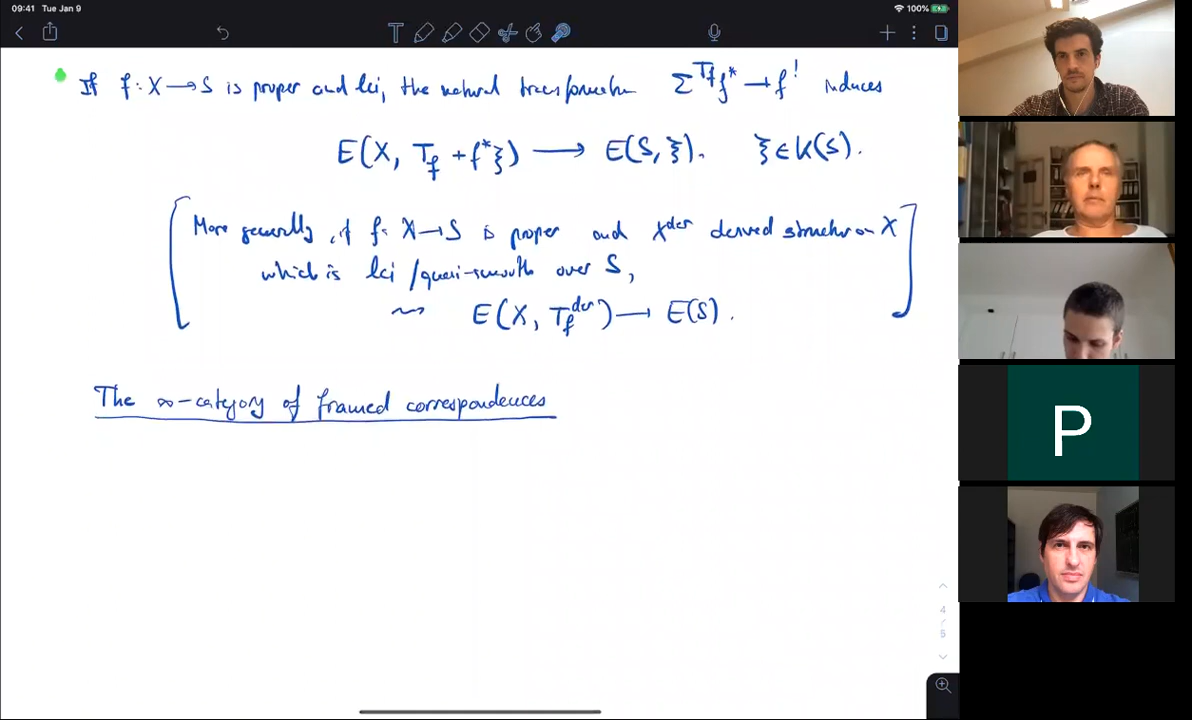 09:41 Tue Jan 9
100%
If f: X → S is proper and lci, the natural transformation Σ^{T_f} f^* → f^! induces
E(X, T_f + f^*ξ) → E(S, ξ). ξ ∈ K(S).
More generally, if f: X → S is proper and X^{der} derived structure on X
which is lci / quasi-smooth over S,
⇝ E(X, T_f^{der}) → E(S).
The ∞-category of framed correspondences
4
/
5
P